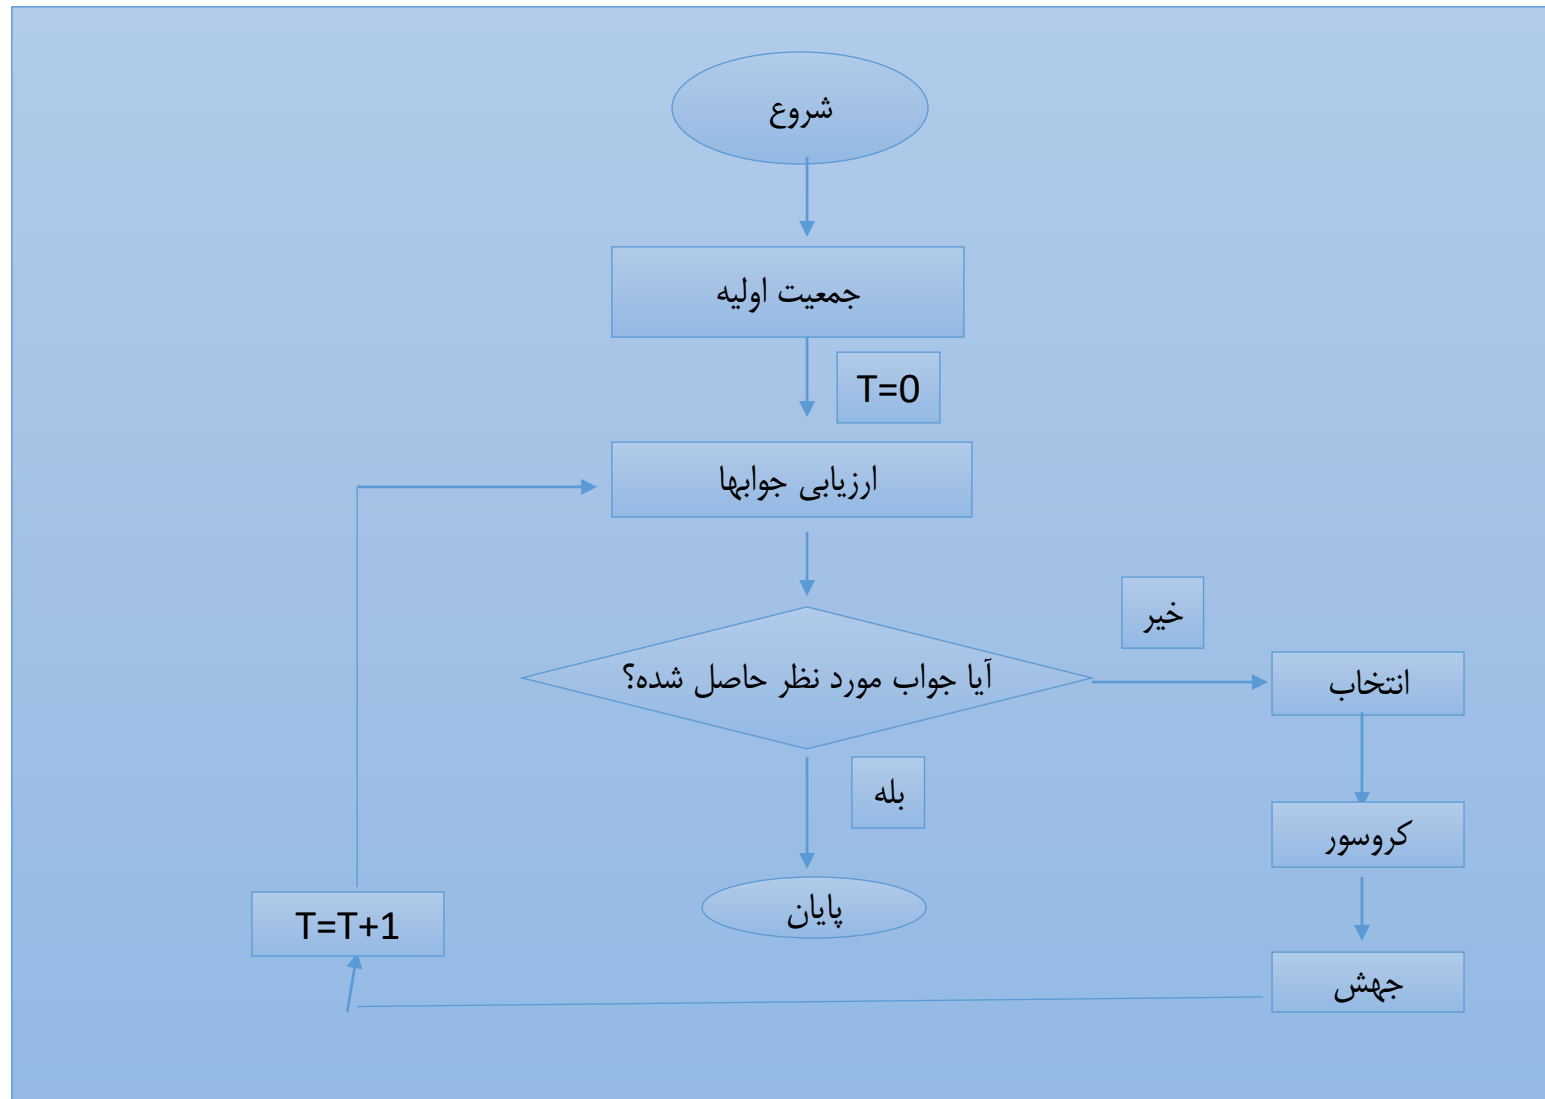 شروع
جمعیت اولیه
T=0
ارزیابی جوابها
خیر
آیا جواب مورد نظر حاصل شده؟
انتخاب
بله
کروسور
پایان
T=T+1
جهش